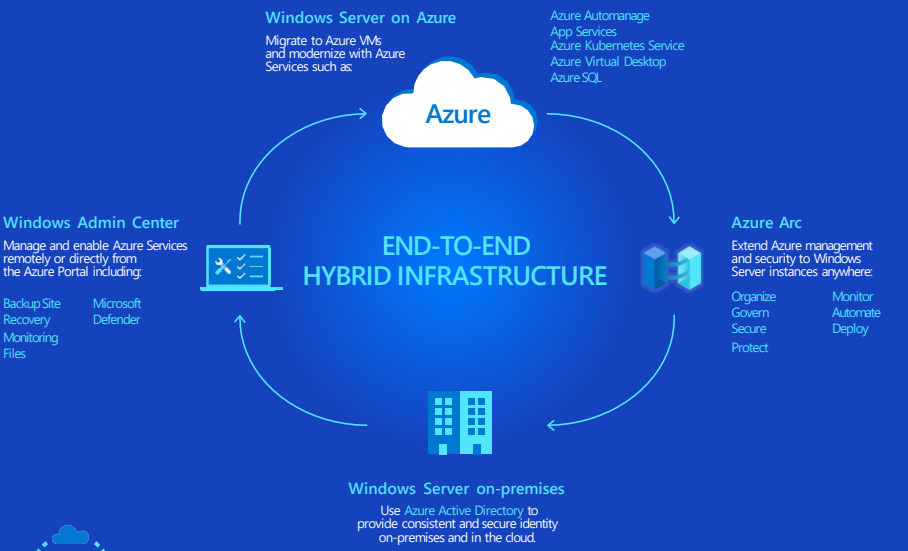 Windows Server on Azure
Migrate to Azure VMs
and modernize with Azure
Services such as:
Azure Automanage
App Services
Azure Kubernetes Service
Azure Virtual Desktop
Azure SQL
Azure
Windows Admin Center
Manage and enable Azure Services
remotely or directly from
the Azure Portal including:
Backup Site
Recovery
Monitoring
Files
Microsoft
Defender
END-TO-END
HYBRID INFRASTRUCTURE
Azure Arc
Extend Azure management
and security to Windows
Server instances anywhere:
Organize
Govern
Secure
Protect
Monitor
Automate
Deploy
Windows Server on-premises
Use Azure Active Directory to
provide consistent and secure identity
on-premises and in the cloud.